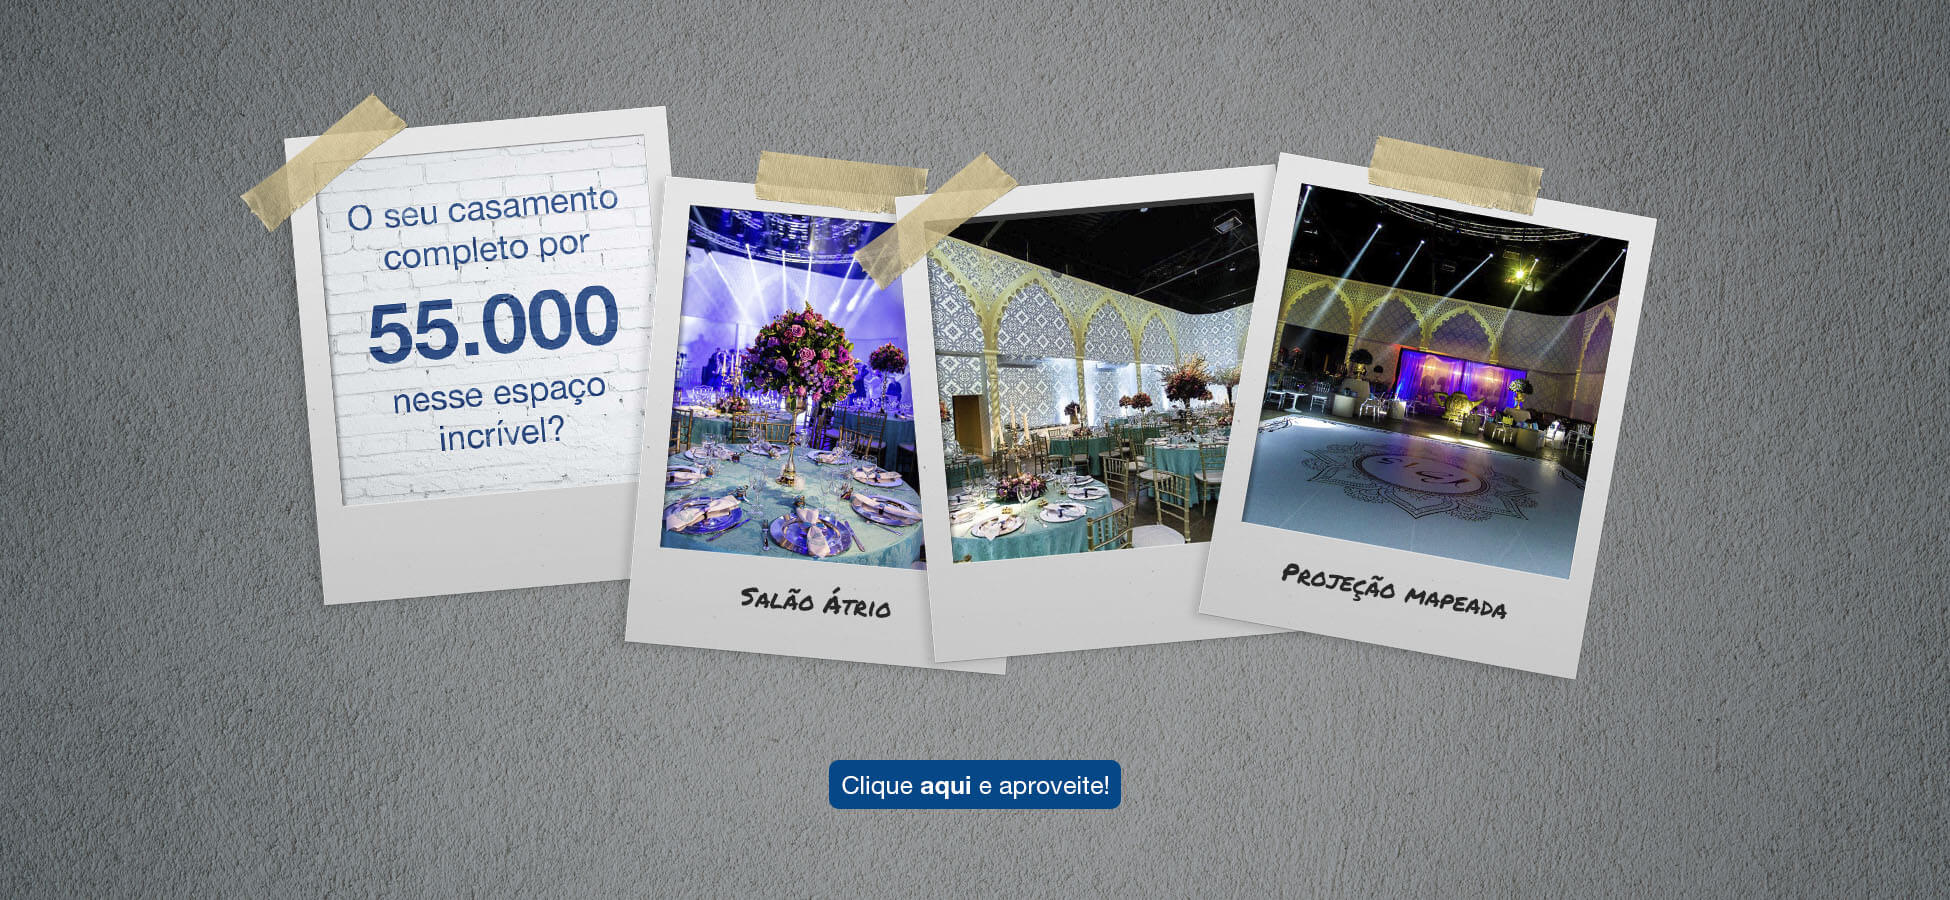 O seu casamento
completo por
55.000
nesse espaço
incrível?
Salão Átrio
Projeção mapeada
Clique aqui e aproveite!